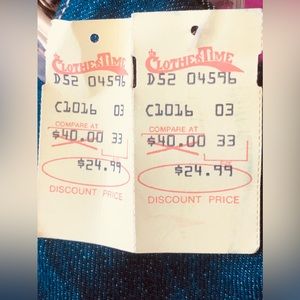 CLOTHESTIME
D52 04596
C1016 03
COMPARE AT
$40.00 33
$24.99
DISCOUNT PRICE
CLOTHESTIME
D52 04596
C1016 03
COMPARE AT
$40.00 33
$24.99
DISCOUNT PRICE